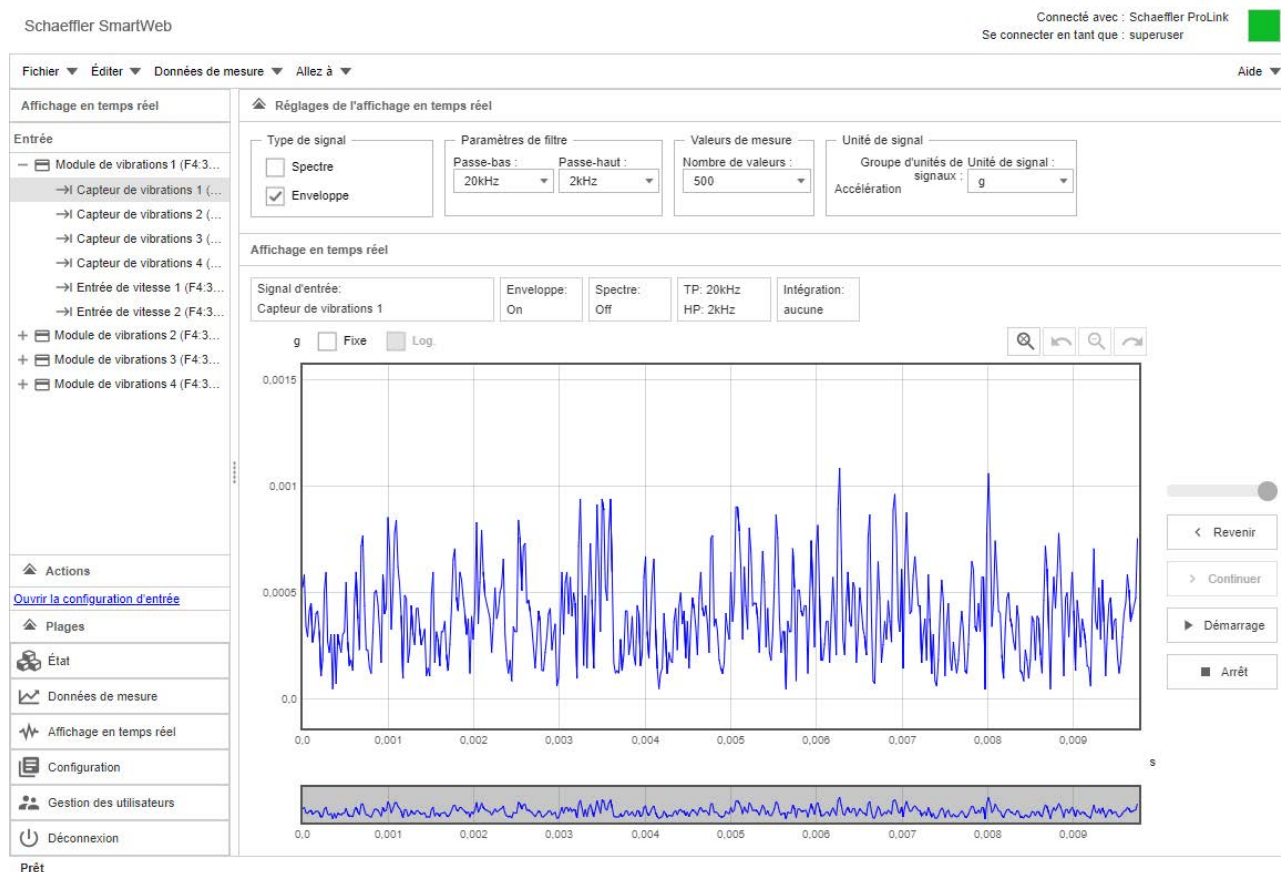 Schaeffler SmartWeb
Connecté avec : Schaeffler ProLink
Se connecter en tant que : superuser
Fichier Éditer Données de mesure Allez à Aide
Affichage en temps réel
Entrée
Module de vibrations 1 (F4:3...
Capteur de vibrations 1 (...
Capteur de vibrations 2 (...
Capteur de vibrations 3 (...
Capteur de vibrations 4 (...
Entrée de vitesse 1 (F4:3...
Entrée de vitesse 2 (F4:3...
Module de vibrations 2 (F4:3...
Module de vibrations 3 (F4:3...
Module de vibrations 4 (F4:3...
Actions
Ouvrir la configuration d'entrée
Plages
État
Données de mesure
Affichage en temps réel
Configuration
Gestion des utilisateurs
Déconnexion
Prêt
Réglages de l'affichage en temps réel
Type de signal
Spectre
Enveloppe
Paramètres de filtre
Passe-bas : Passe-haut :
20kHz 2kHz
Valeurs de mesure
Nombre de valeurs :
500
Unité de signal
Groupe d'unités de signaux :
Accélération
Unité de signal :
g
Affichage en temps réel
Signal d'entrée:
Capteur de vibrations 1
Enveloppe:
On
Spectre:
Off
TP: 20kHz
HP: 2kHz
Intégration:
aucune
g Fixe Log.
0,0015
0,001
0,0005
0,0
0,0 0,001 0,002 0,003 0,004 0,005 0,006 0,007 0,008 0,009
s
0,0 0,001 0,002 0,003 0,004 0,005 0,006 0,007 0,008 0,009
< Revenir
> Continuer
Démarrage
Arrêt